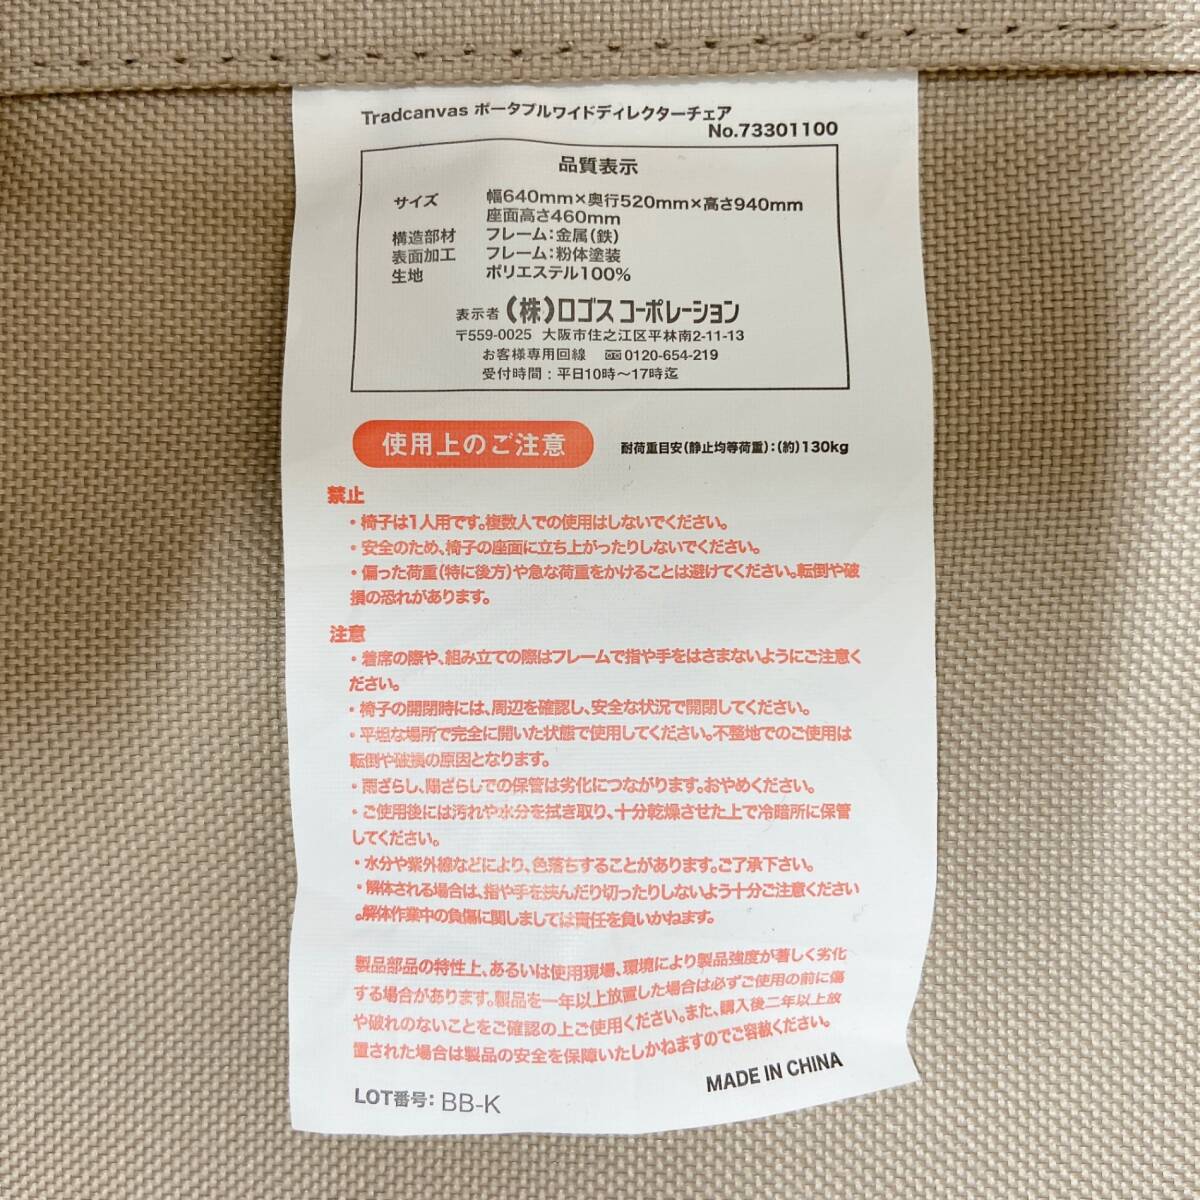 Tradcanvas ポータブルワイドディレクターチェア
No.73301100
品質表示
サイズ 幅640mm×奥行520mm×高さ940mm
座面高さ460mm
構造部材 フレーム:金属(鉄)
表面加工 フレーム:粉体塗装
生地 ポリエステル100%
表示者 (株)ロゴス コーポレーション
〒559-0025 大阪市住之江区平林南2-11-13
お客様専用回線 0120-654-219
受付時間:平日10時〜17時迄
使用上のご注意 耐荷重目安(静止均等荷重):(約)130kg
禁止
・椅子は1人用です。複数人での使用はしないでください。
・安全のため、椅子の座面に立ち上がったりしないでください。
・偏った荷重(特に後方)や急な荷重をかけることは避けてください。転倒や破
損の恐れがあります。
注意
・着席の際や、組み立ての際はフレームで指や手をはさまないようにご注意く
ださい。
・椅子の開閉時には、周辺を確認し、安全な状況で開閉してください。
・平坦な場所で完全に開いた状態で使用してください。不整地でのご使用は
転倒や破損の原因となります。
・雨ざらし、陽ざらしでの保管は劣化につながります。おやめください。
・ご使用後には汚れや水分を拭き取り、十分乾燥させた上で冷暗所に保管
してください。
・水分や紫外線などにより、色落ちすることがあります。ご了承下さい。
・解体される場合は、指や手を挟んだり切ったりしないよう十分ご注意ください
。解体作業中の負傷に関しましては責任を負いかねます。
製品部品の特性上、あるいは使用現場、環境により製品強度が著しく劣化
する場合があります。製品を一年以上放置した場合は必ずご使用の前に傷
や破れのないことをご確認の上ご使用ください。また、購入後二年以上放
置された場合は製品の安全を保障いたしかねますのでご容赦ください。
MADE IN CHINA
LOT番号: BB-K